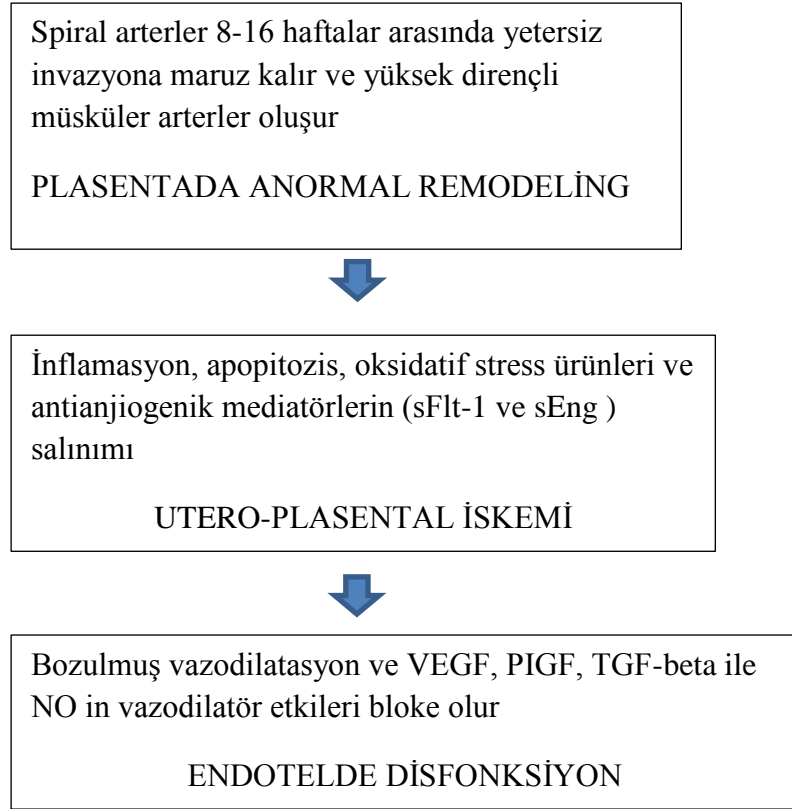 Spiral arterler 8-16 haftalar arasında yetersiz
invazyona maruz kalır ve yüksek dirençli
müsküler arterler oluşur
PLASENTADA ANORMAL REMODELİNG
İnflamasyon, apopitozis, oksidatif stress ürünleri ve
antianjiogenik mediatörlerin (sFlt-1 ve sEng )
salınımı
UTERO-PLASENTAL İSKEMİ
Bozulmuş vazodilatasyon ve VEGF, PIGF, TGF-beta ile
NO in vazodilatör etkileri bloke olur
ENDOTELDE DİSFONKSİYON